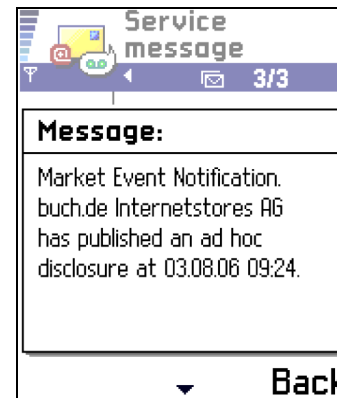 Service
message
3/3
Message:
Market Event Notification.
buch.de Internetstores AG
has published an ad hoc
disclosure at 03.08.06 09:24.
Back